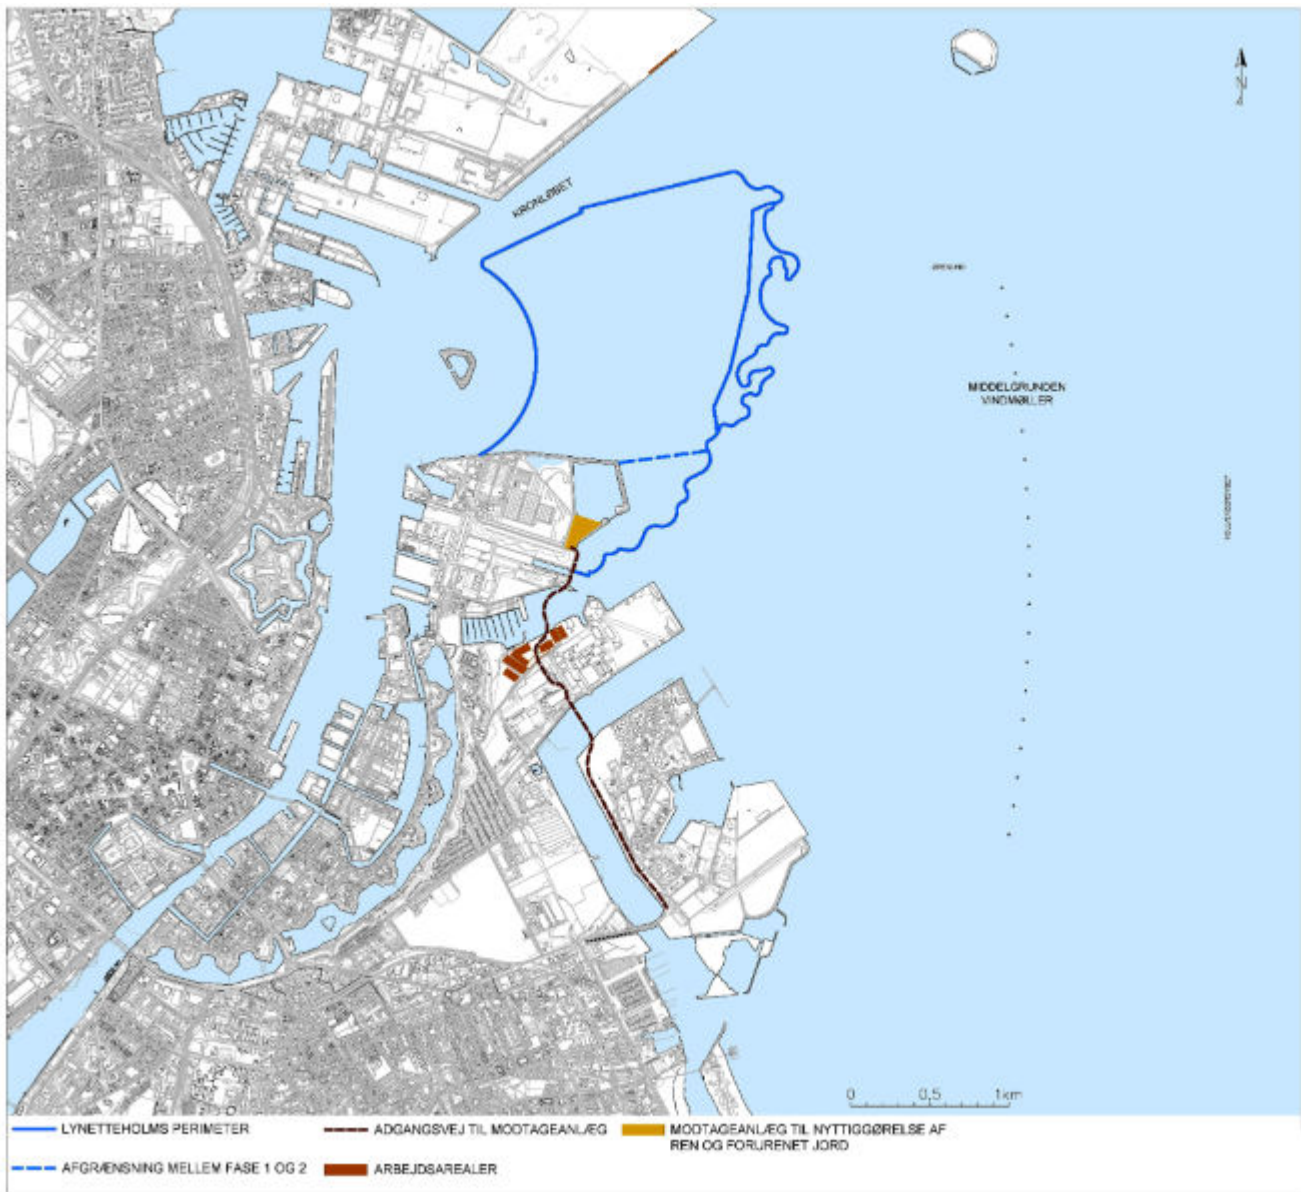 KRONLØBET
MIDDELGRUNDEN
VINDMØLLER
0 0,5 1km
LYNETTEHOLMS PERIMETER
ADGANGSVEJ TIL MODTAGEANLÆG
MODTAGEANLÆG TIL NYTTIGGØRELSE AF
REN OG FORURENET JORD
AFGRÆNSNING MELLEM FASE 1 OG 2
ARBEJDSAREALER